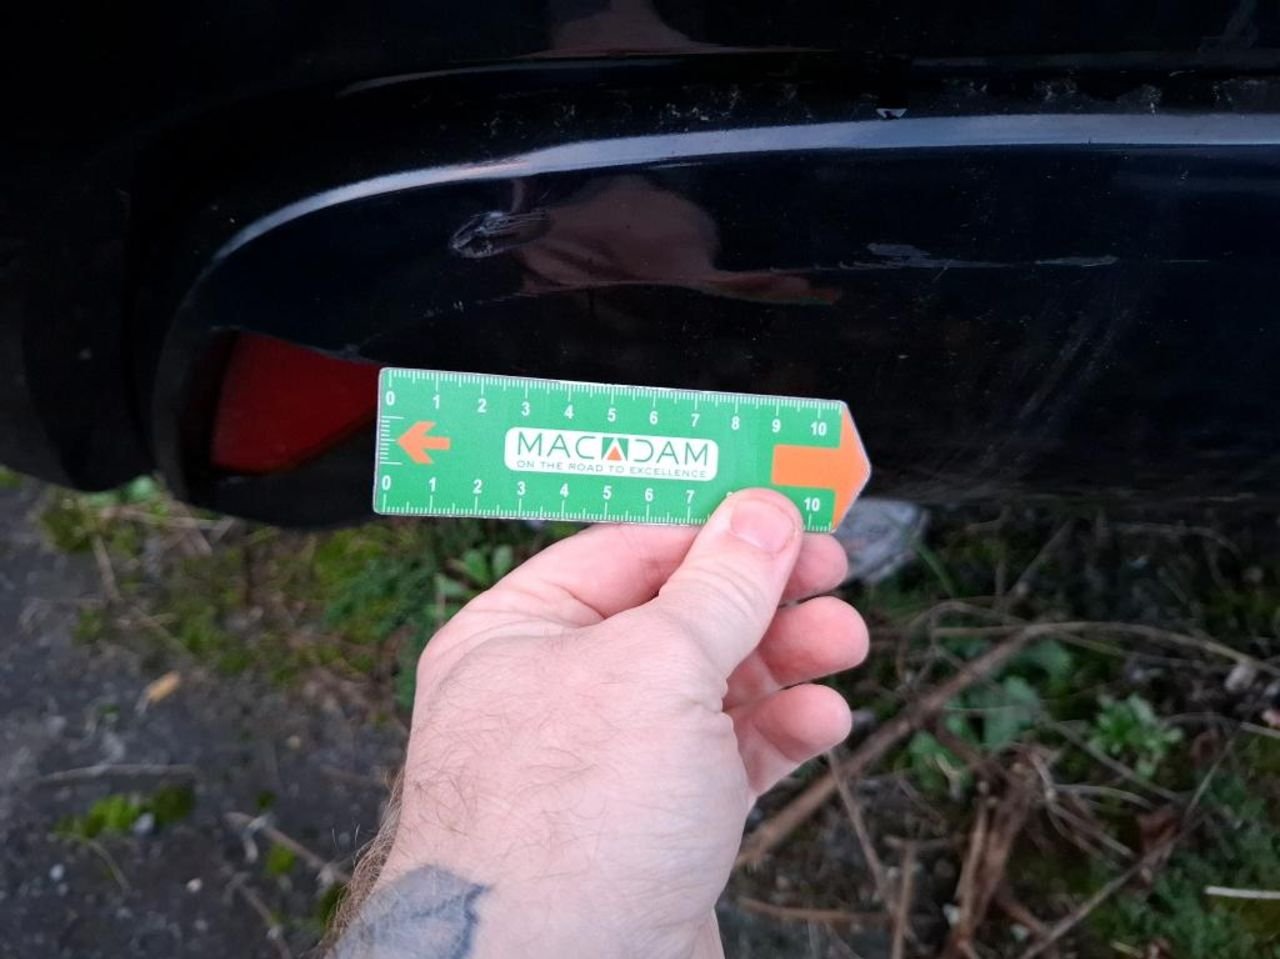 0 1 2 3 4 5 6 7 8 9 10
MACADAM
ON THE ROAD TO EXCELLENCE
0 1 2 3 4 5 6 7 10